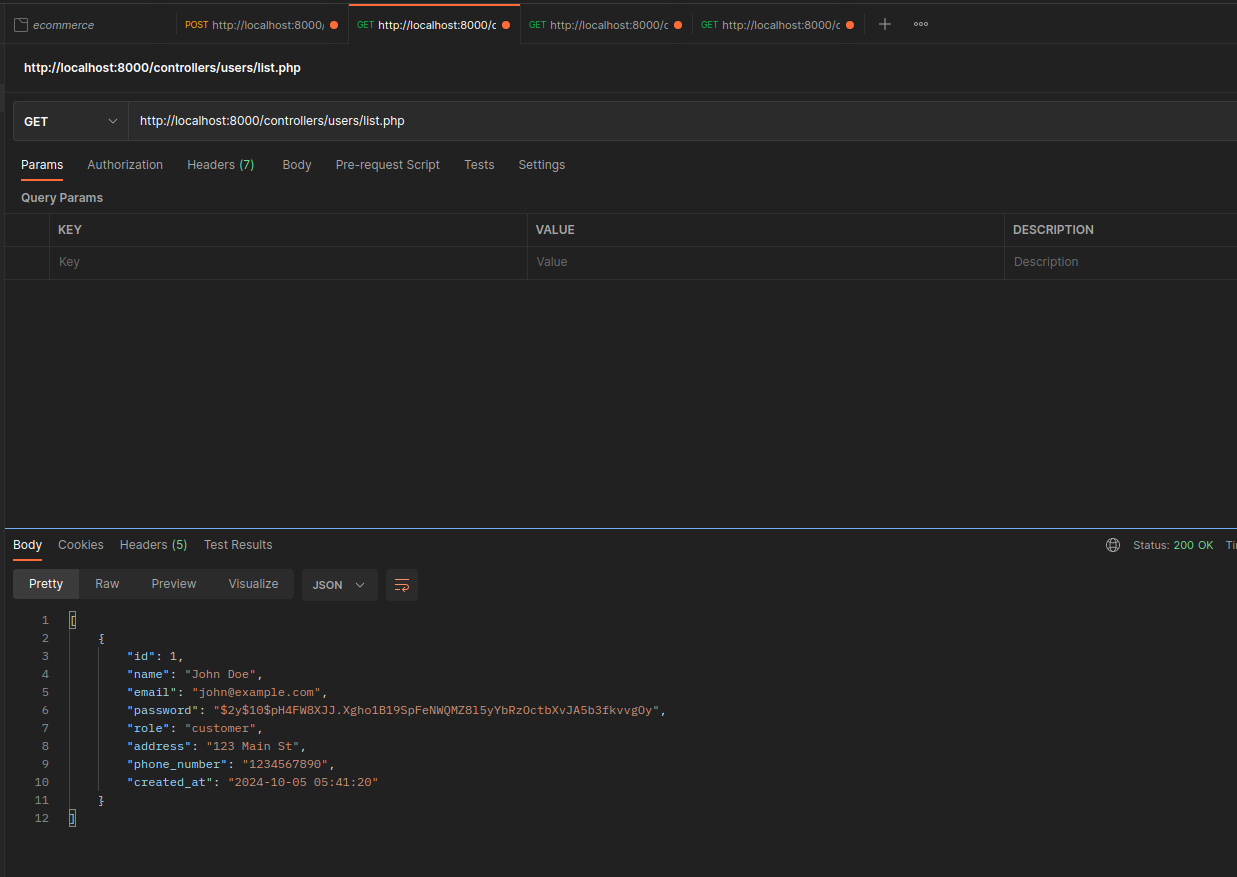 ecommerce POST http://localhost:8000/ GET http://localhost:8000/c GET http://localhost:8000/c GET http://localhost:8000/c
http://localhost:8000/controllers/users/list.php
GET http://localhost:8000/controllers/users/list.php
Params Authorization Headers (7) Body Pre-request Script Tests Settings
Query Params
KEY VALUE DESCRIPTION
Key Value Description
Body Cookies Headers (5) Test Results Status: 200 OK
Pretty Raw Preview Visualize JSON
1 [
2 {
3 "id": 1,
4 "name": "John Doe",
5 "email": "john@example.com",
6 "password": "$2y$10$pH4FW8XJJ.Xgho1B19SpFeNWQMZ8l5yYbRzOctbXvJA5b3fkvvgOy",
7 "role": "customer",
8 "address": "123 Main St",
9 "phone_number": "1234567890",
10 "created_at": "2024-10-05 05:41:20"
11 }
12 ]